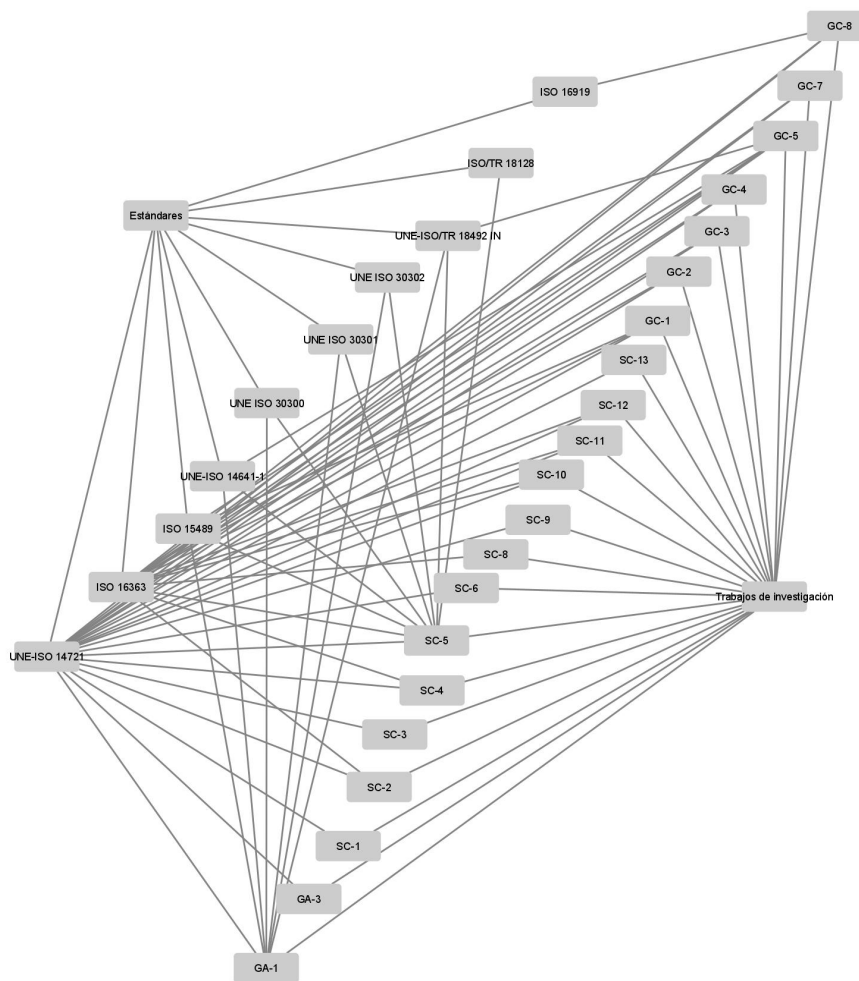 GC-8
GC-7
ISO 16919
GC-5
ISO/TR 18128
GC-4
Estándares
GC-3
UNE-ISO/TR 18492 IN
GC-2
UNE ISO 30302
GC-1
UNE ISO 30301
SC-13
UNE ISO 30300
SC-12
SC-11
UNE-ISO 14641-1
SC-10
SC-9
ISO 15489
SC-8
ISO 16363
SC-6
Trabajos de investigación
SC-5
UNE-ISO 14721
SC-4
SC-3
SC-2
SC-1
GA-3
GA-1